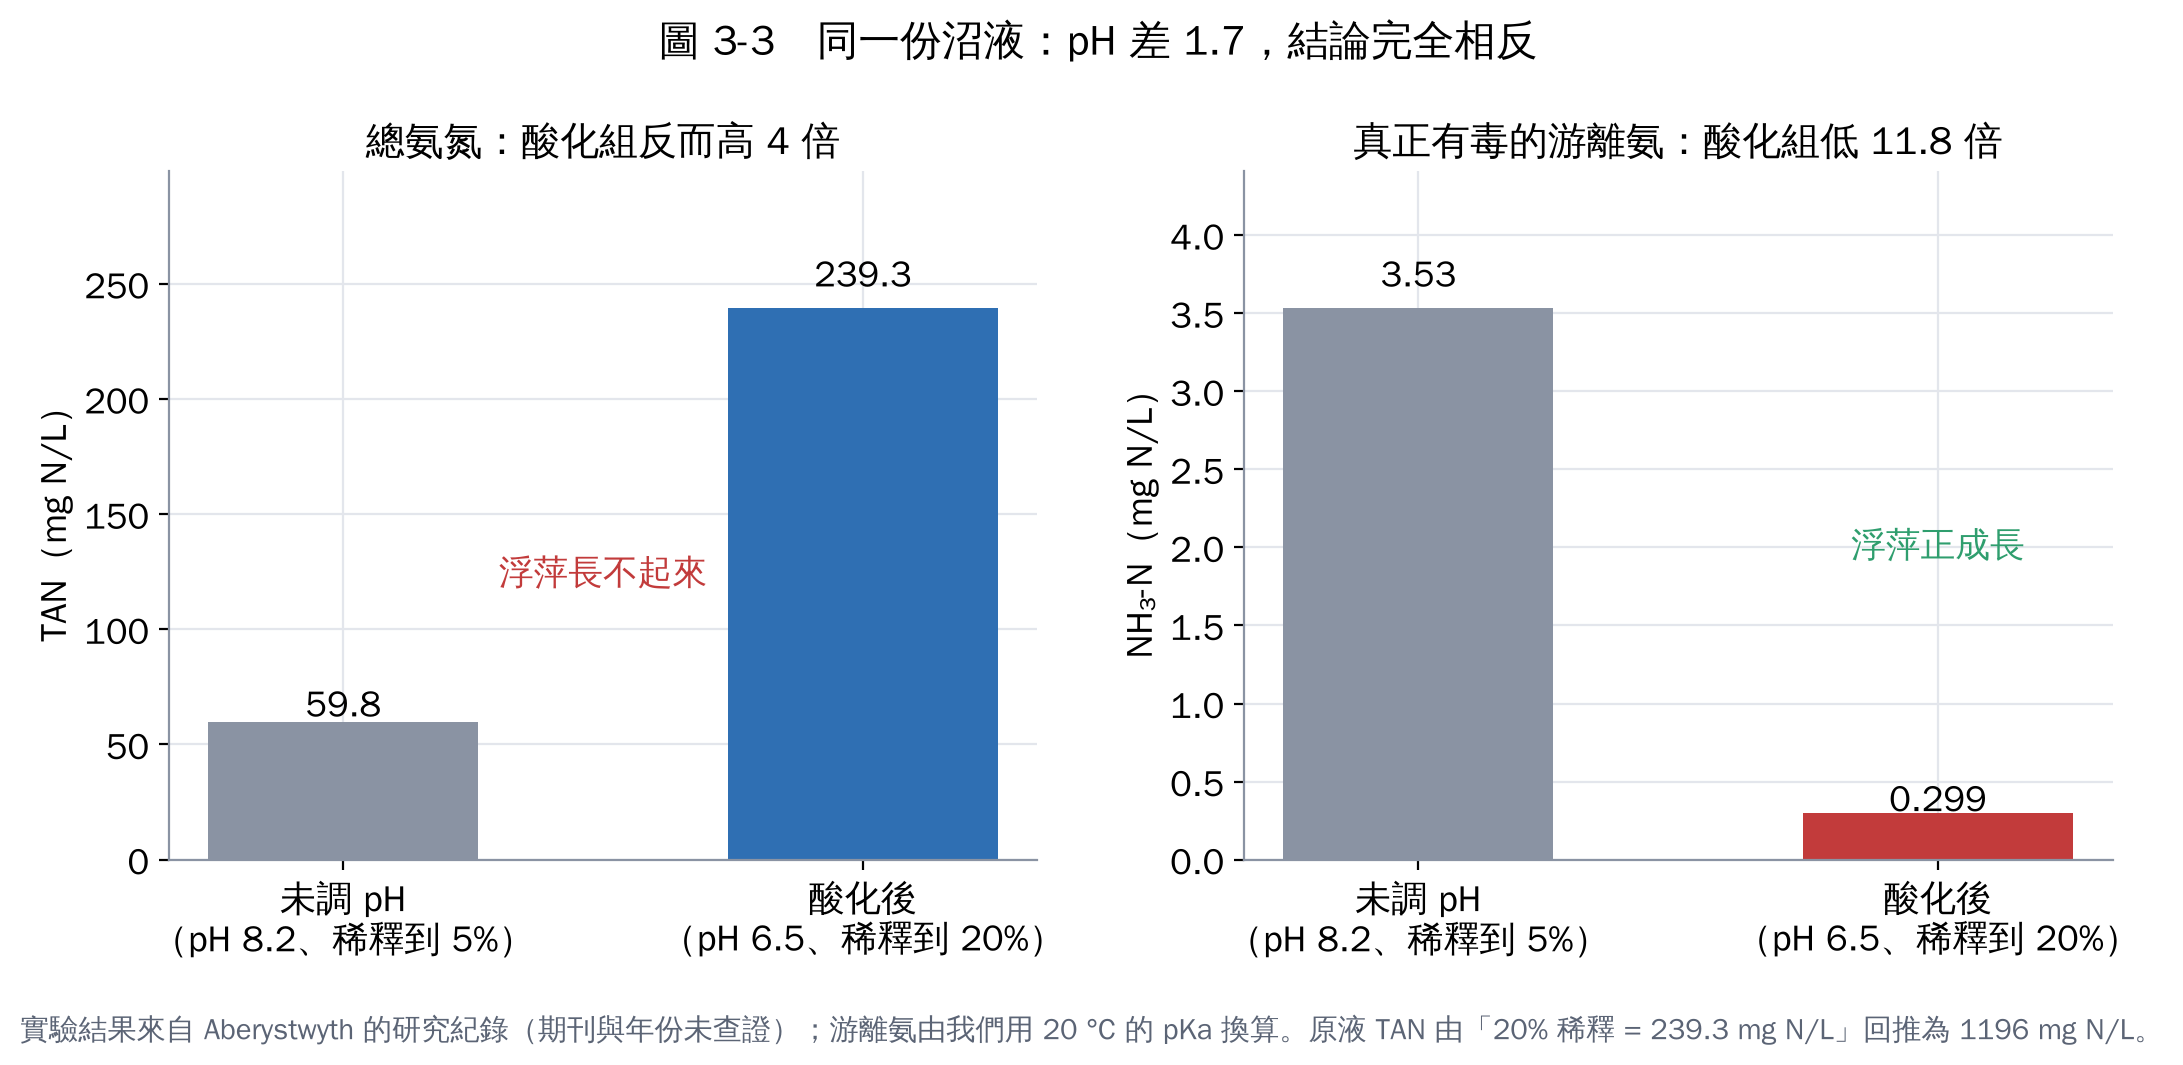 圖 3-3　同一份沼液：pH 差 1.7，結論完全相反
總氨氮：酸化組反而高 4 倍
TAN（mg N/L）
250
200
150
100
50
0
59.8
239.3
浮萍長不起來
未調 pH
（pH 8.2、稀釋到 5%）
酸化後
（pH 6.5、稀釋到 20%）
真正有毒的游離氨：酸化組低 11.8 倍
NH₃-N（mg N/L）
4.0
3.5
3.0
2.5
2.0
1.5
1.0
0.5
0.0
3.53
0.299
浮萍正成長
未調 pH
（pH 8.2、稀釋到 5%）
酸化後
（pH 6.5、稀釋到 20%）
實驗結果來自 Aberystwyth 的研究紀錄（期刊與年份未查證）；游離氨由我們用 20 °C 的 pKa 換算。原液 TAN 由「20% 稀釋 = 239.3 mg N/L」回推為 1196 mg N/L。